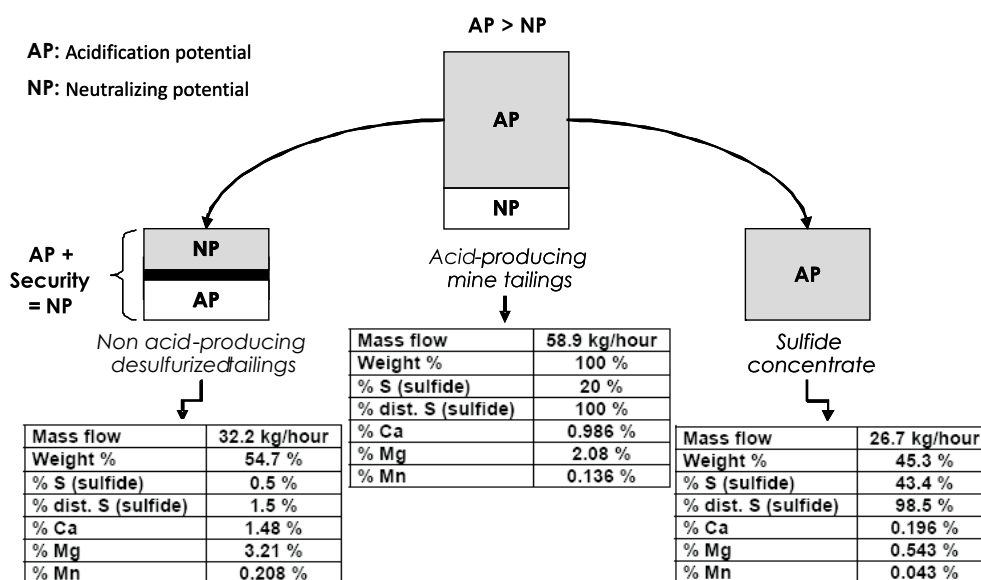 AP > NP
AP: Acidification potential
NP: Neutralizing potential
AP
NP
Acid-producing
mine tailings
AP +
Security
= NP
NP
AP
Non acid-producing
desulfurizedtailings
AP
Sulfide
concentrate
Mass flow 58.9 kg/hour
Weight % 100 %
% S (sulfide) 20 %
% dist. S (sulfide) 100 %
% Ca 0.986 %
% Mg 2.08 %
% Mn 0.136 %
Mass flow 32.2 kg/hour
Weight % 54.7 %
% S (sulfide) 0.5 %
% dist. S (sulfide) 1.5 %
% Ca 1.48 %
% Mg 3.21 %
% Mn 0.208 %
Mass flow 26.7 kg/hour
Weight % 45.3 %
% S (sulfide) 43.4 %
% dist. S (sulfide) 98.5 %
% Ca 0.196 %
% Mg 0.543 %
% Mn 0.043 %